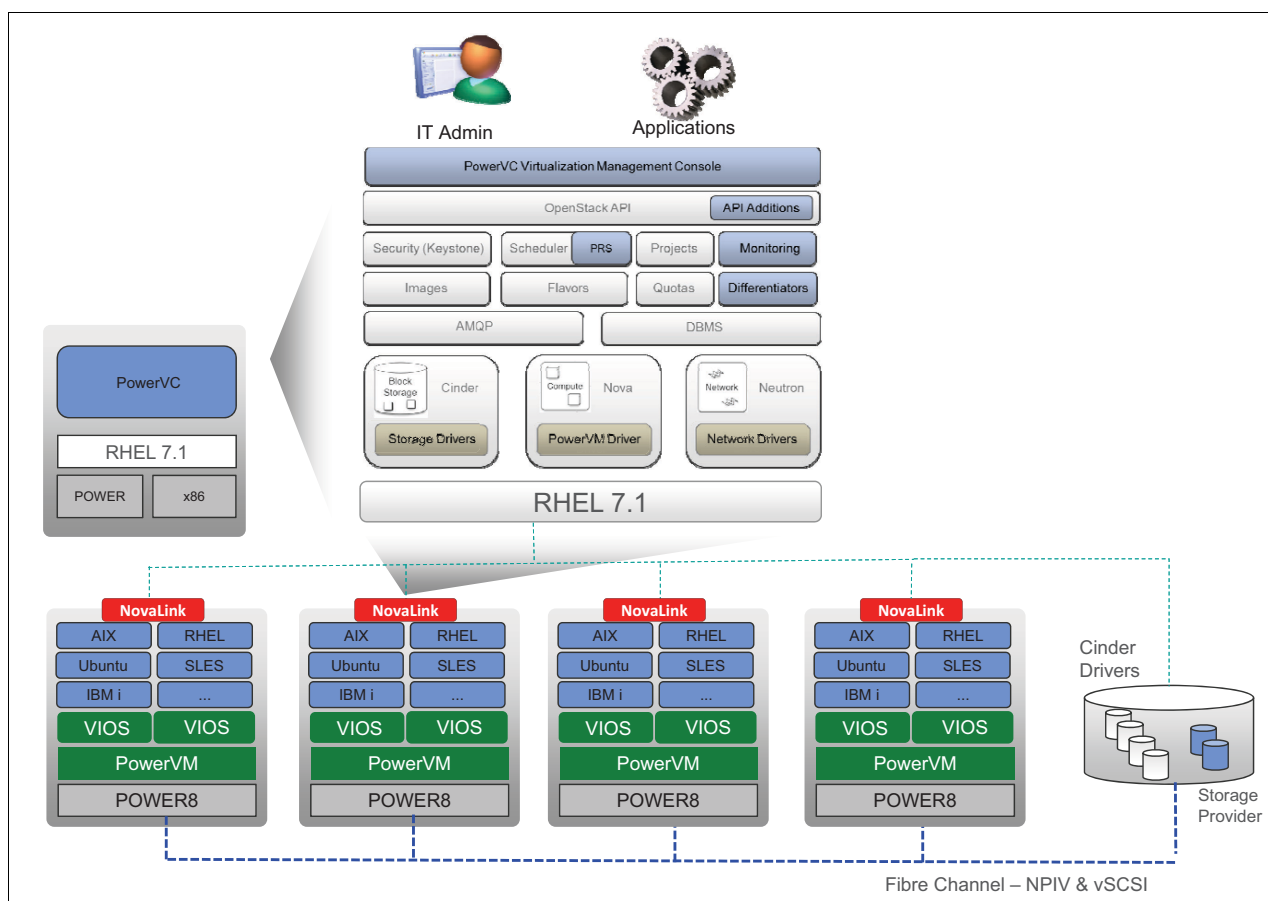 IT Admin
Applications
PowerVC Virtualization Management Console
OpenStack API
API Additions
Security (Keystone)
Scheduler
PRS
Projects
Monitoring
Images
Flavors
Quotas
Differentiators
AMQP
DBMS
Block
Storage
Cinder
Storage Drivers
Compute
Nova
PowerVM Driver
Network
Neutron
Network Drivers
RHEL 7.1
PowerVC
RHEL 7.1
POWER
x86
NovaLink
AIX
RHEL
Ubuntu
SLES
IBM i
...
VIOS
VIOS
PowerVM
POWER8
NovaLink
AIX
RHEL
Ubuntu
SLES
IBM i
...
VIOS
VIOS
PowerVM
POWER8
NovaLink
AIX
RHEL
Ubuntu
SLES
IBM i
...
VIOS
VIOS
PowerVM
POWER8
NovaLink
AIX
RHEL
Ubuntu
SLES
IBM i
...
VIOS
VIOS
PowerVM
POWER8
Cinder
Drivers
Storage
Provider
Fibre Channel – NPIV & vSCSI